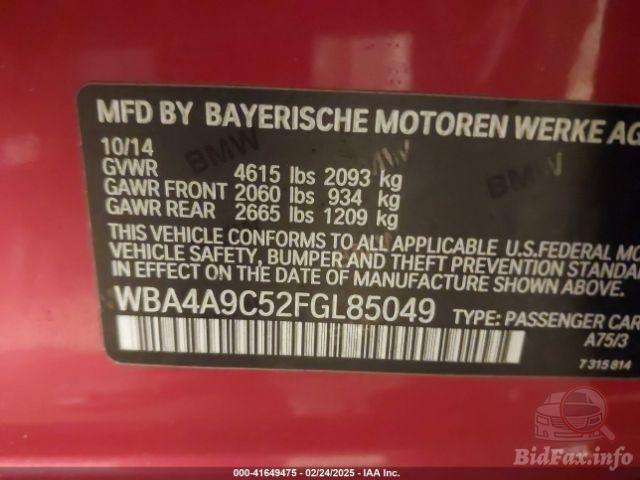 MFD BY BAYERISCHE MOTOREN WERKE AG
10/14
GVWR 4615 lbs 2093 kg
GAWR FRONT 2060 lbs 934 kg
GAWR REAR 2665 lbs 1209 kg
THIS VEHICLE CONFORMS TO ALL APPLICABLE U.S.FEDERAL MO
VEHICLE SAFETY, BUMPER AND THEFT PREVENTION STANDA
IN EFFECT ON THE DATE OF MANUFACTURE SHOWN ABOVE.
WBA4A9C52FGL85049 TYPE: PASSENGER CAR
A75/3
7315814
BMW
BMW
BidFax.info
000-41649475 - 02/24/2025 - IAA Inc.